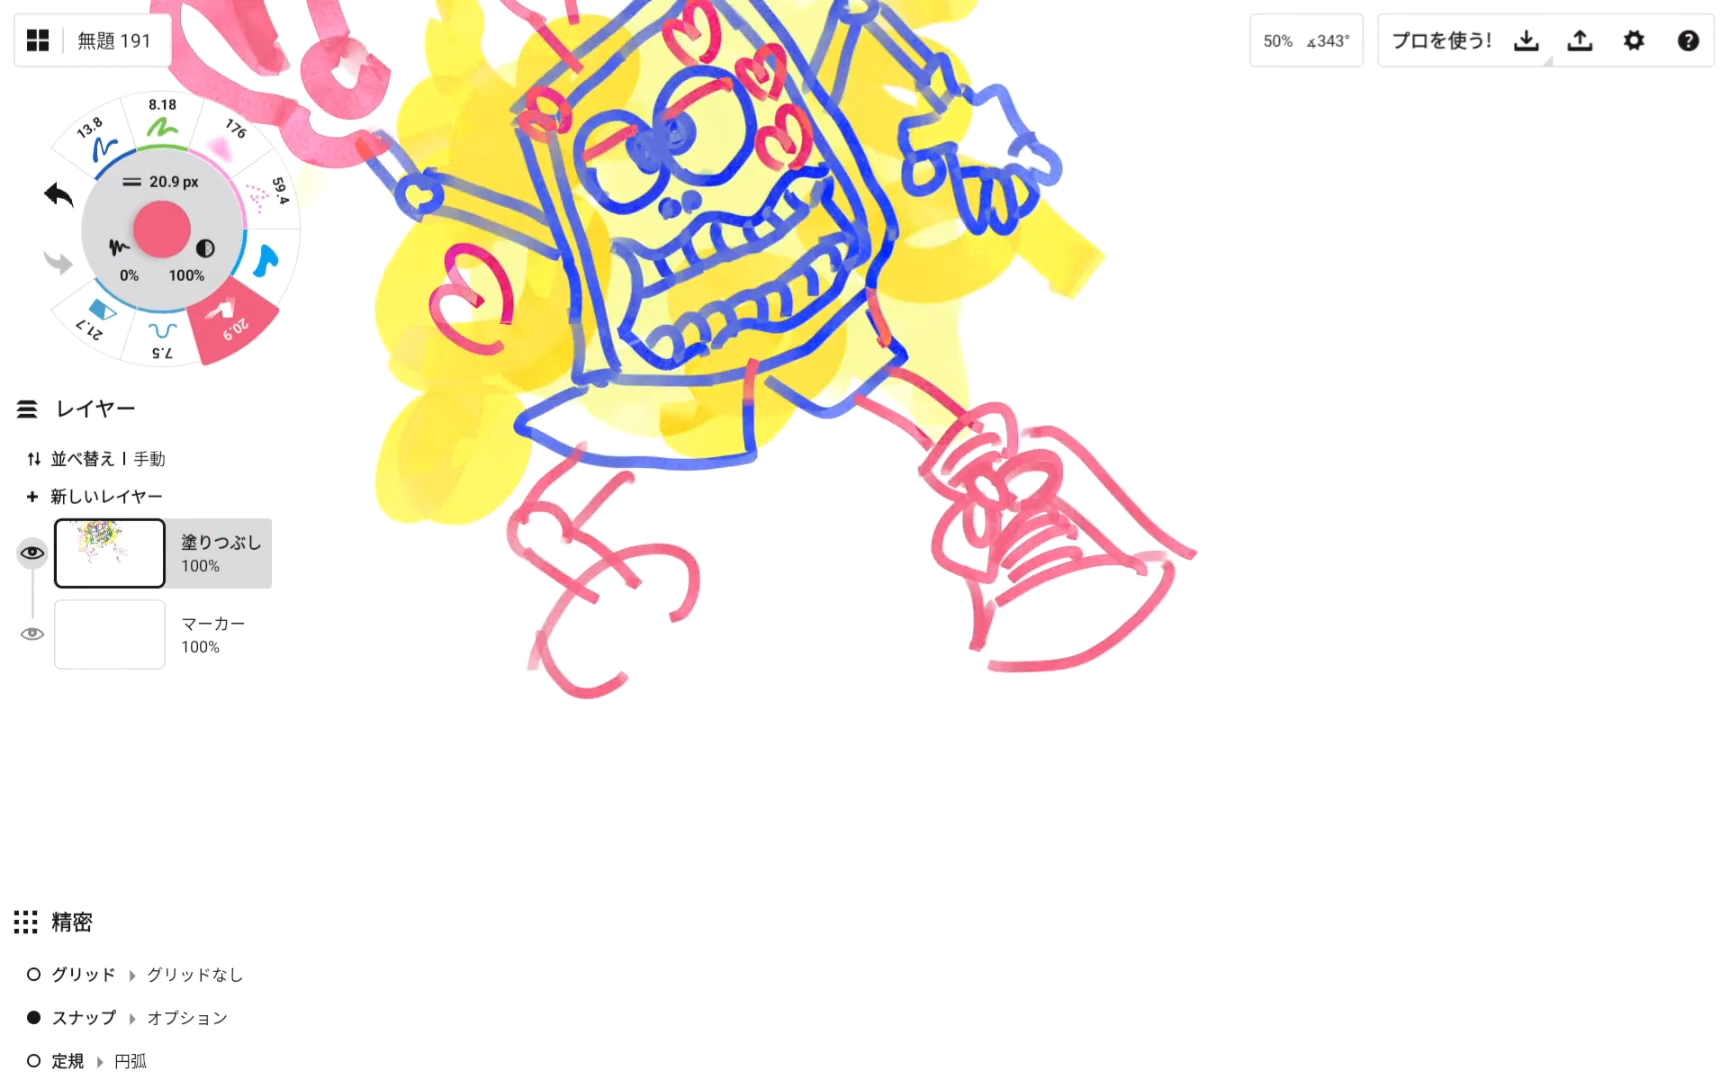 無題 191
50% ∡343°
プロを使う!
13.8
8.18
176
59.4
20.9 px
0%
100%
21.7
7.5
20.9
レイヤー
並べ替え | 手動
新しいレイヤー
塗りつぶし
100%
マーカー
100%
精密
グリッド グリッドなし
スナップ オプション
定規 円弧